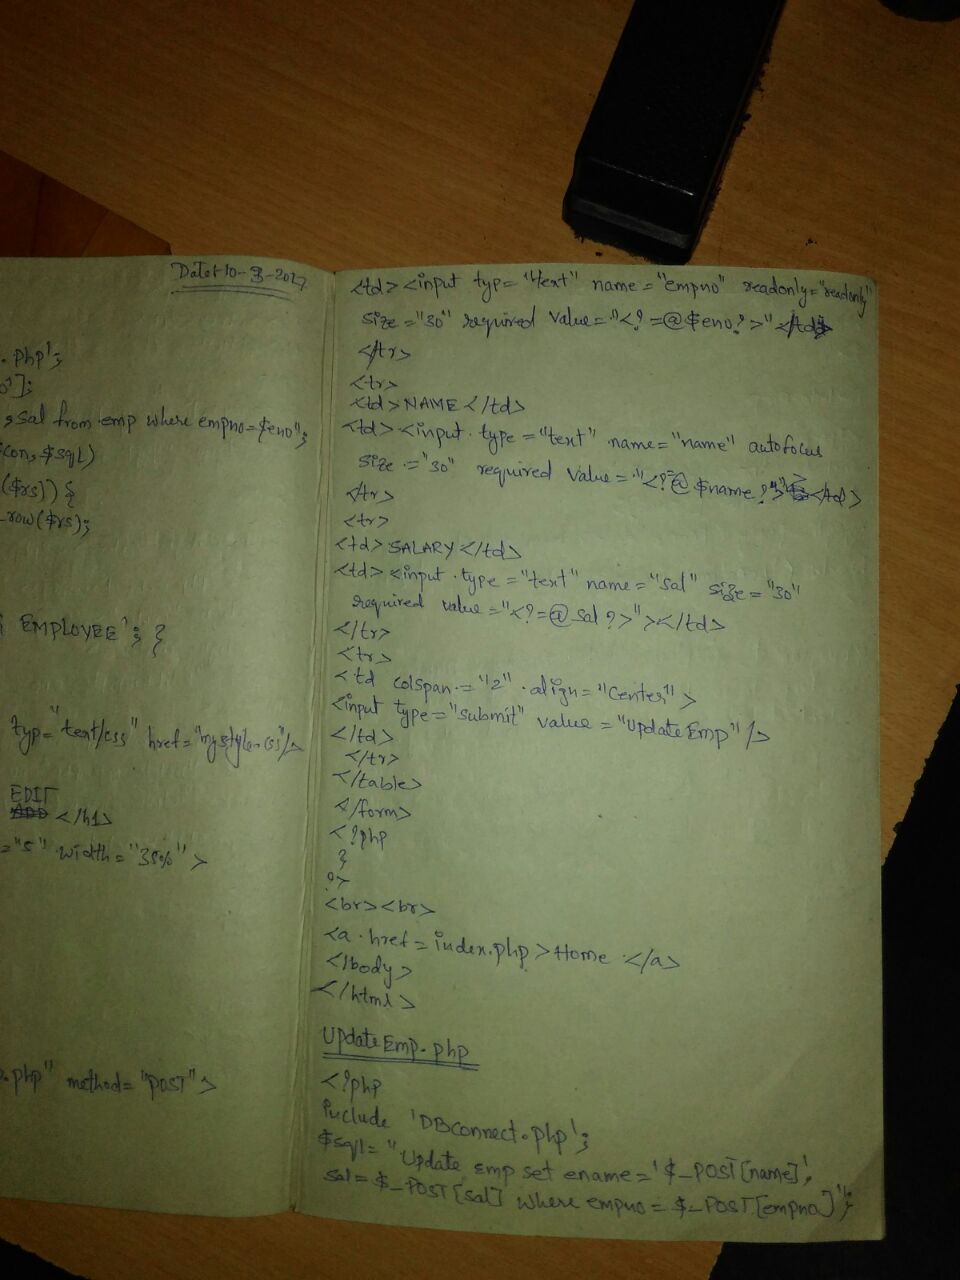 Date:-10-3-2017
.php';
o'];
, sal from emp where empno=$eno";
(con, $sql)
($rs)) {
_row($rs);
EMPLOYEE'; }
typ="text/css" href="mystyle.css"/>
EDIT
</h1>
="5" width="35%">
p.php" method="POST">
<td><input typ="text" name="empno" readonly="readonly"
size="30" required value="<?=@$eno?>"</td>
</tr>
<tr>
<td>NAME</td>
<td><input type="text" name="name" autofocus
size="30" required value="<?=@$name?>"></td>
</tr>
<tr>
<td>SALARY</td>
<td><input type="text" name="sal" size="30"
required value="<?=@sal?>"></td>
</tr>
<tr>
<td colspan="2" align="center">
<input type="submit" value="UpdateEmp"/>
</td>
</tr>
</table>
</form>
<?php
}
?>
<br><br>
<a href=index.php>Home</a>
</body>
</html>
UpdateEmp.php
<?php
include 'DBconnect.php';
$sql="Update emp set ename='$_POST[name]',
sal=$_POST[sal] where empno=$_POST[empno]";